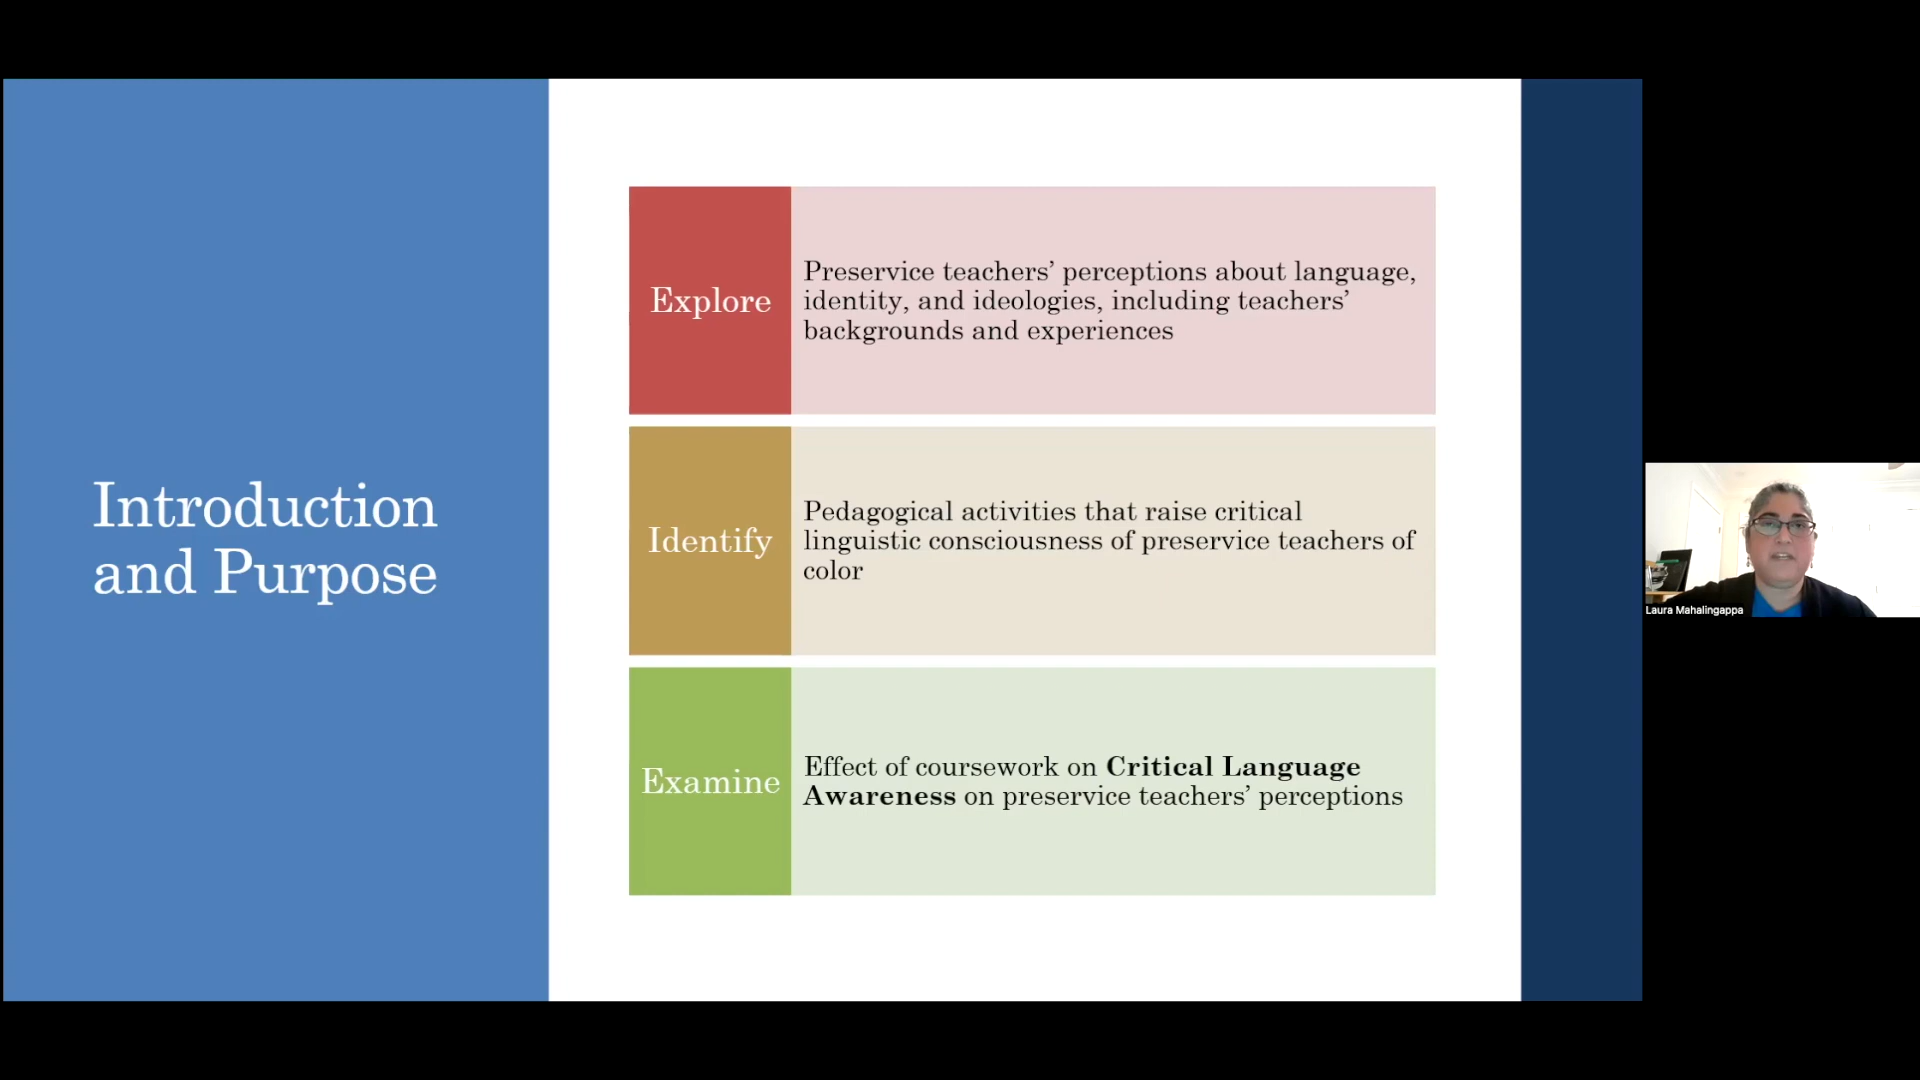 Introduction
and Purpose
Explore
Preservice teachers’ perceptions about language,
identity, and ideologies, including teachers’
backgrounds and experiences
Identify
Pedagogical activities that raise critical
linguistic consciousness of preservice teachers of
color
Examine
Effect of coursework on Critical Language
Awareness on preservice teachers’ perceptions
Laura Mahalingappa